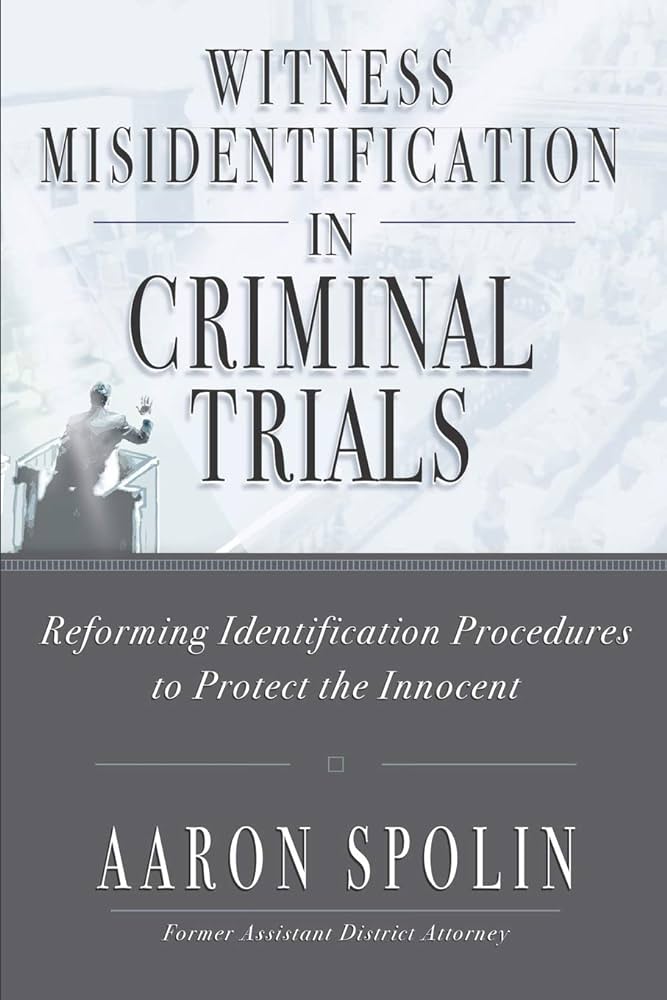 WITNESS
MISIDENTIFICATION
IN
CRIMINAL
TRIALS
Reforming Identification Procedures
to Protect the Innocent
AARON SPOLIN
Former Assistant District Attorney